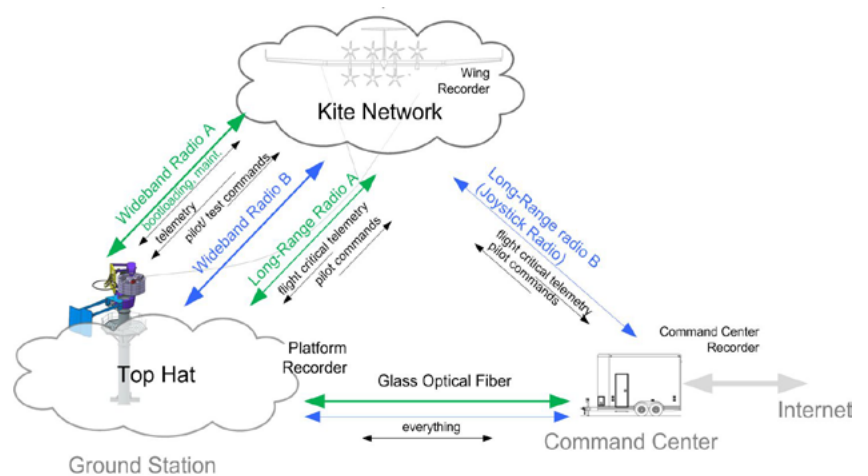 Wing
Recorder
Kite Network
Wideband Radio A
bootloading, maint.
telemetry
pilot/ test commands
Wideband Radio B
Long-Range Radio A
flight critical telemetry
pilot commands
Long-Range radio B
(Joystick Radio)
flight critical telemetry
pilot commands
Top Hat
Platform
Recorder
Ground Station
Glass Optical Fiber
everything
Command Center
Recorder
Command Center
Internet